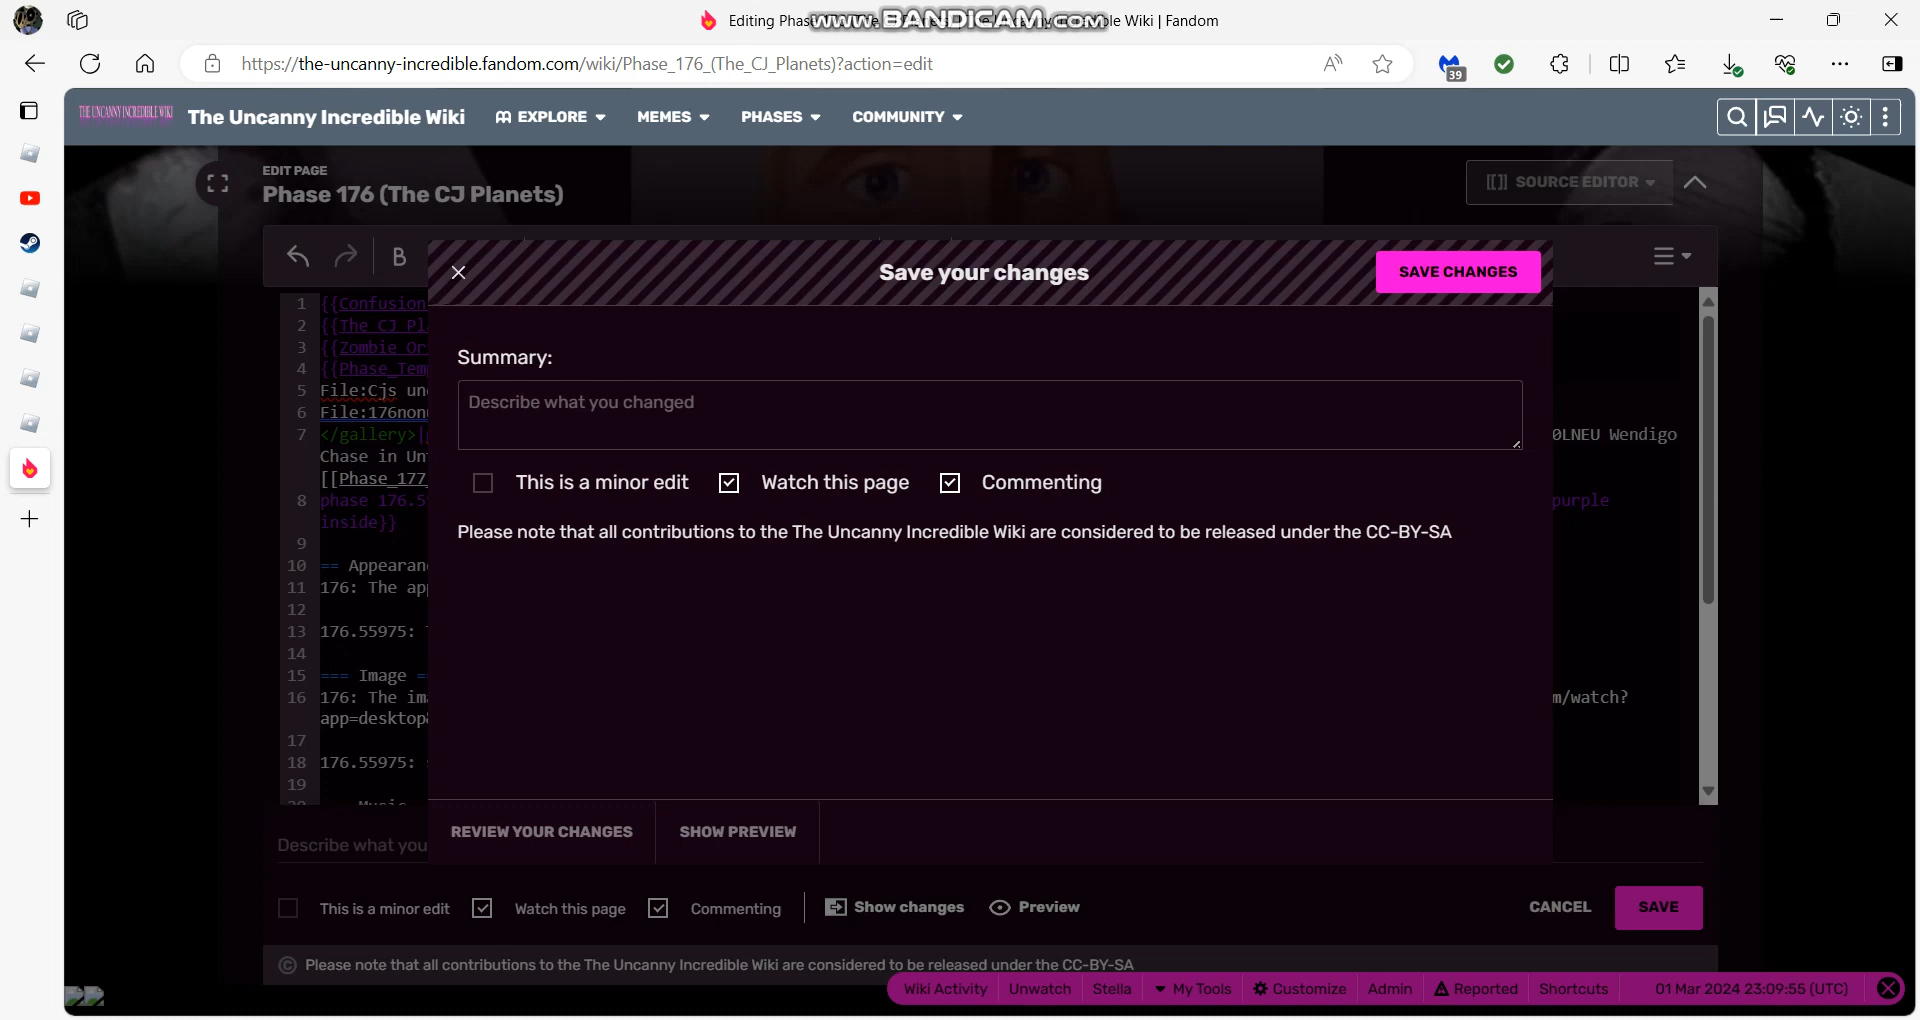 Editing Phas
www.BANDICAM.com
ble Wiki | Fandom
https://the-uncanny-incredible.fandom.com/wiki/Phase_176_(The_CJ_Planets)?action=edit
39
THE UNCANNY INCREDIBLE WIKI
The Uncanny Incredible Wiki
EXPLORE
MEMES
PHASES
COMMUNITY
EDIT PAGE
Phase 176 (The CJ Planets)
[[]] SOURCE EDITOR
B
Save your changes
SAVE CHANGES
1 {{Confusion
2 {{The CJ Pl
3 {{Zombie Or
4 {{Phase_Tem
5 File:Cjs un
6 File:176non
7 </gallery>
0LNEU Wendigo
Chase in Un
[[Phase_177
8 phase 176.5
purple
inside}}
9
10 == Appearan
11 176: The ap
12
13 176.55975:
14
15 === Image =
16 176: The im
m/watch?
app=desktop
17
18 176.55975:
19
20 Music
Summary:
Describe what you changed
This is a minor edit
Watch this page
Commenting
Please note that all contributions to the The Uncanny Incredible Wiki are considered to be released under the CC-BY-SA
REVIEW YOUR CHANGES
SHOW PREVIEW
Describe what you
This is a minor edit
Watch this page
Commenting
Show changes
Preview
CANCEL
SAVE
© Please note that all contributions to the The Uncanny Incredible Wiki are considered to be released under the CC-BY-SA
Wiki Activity
Unwatch
Stella
My Tools
Customize
Admin
Reported
Shortcuts
01 Mar 2024 23:09:55 (UTC)